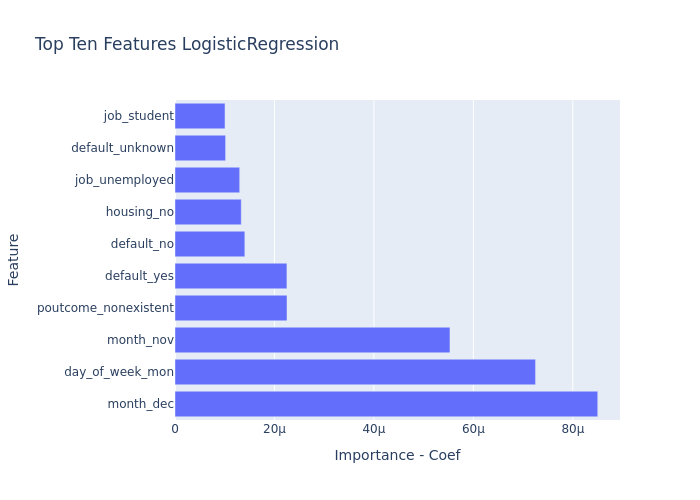 Top Ten Features LogisticRegression
job_student
default_unknown
job_unemployed
housing_no
default_no
default_yes
poutcome_nonexistent
month_nov
day_of_week_mon
month_dec
Feature
0
20μ
40μ
60μ
80μ
Importance - Coef